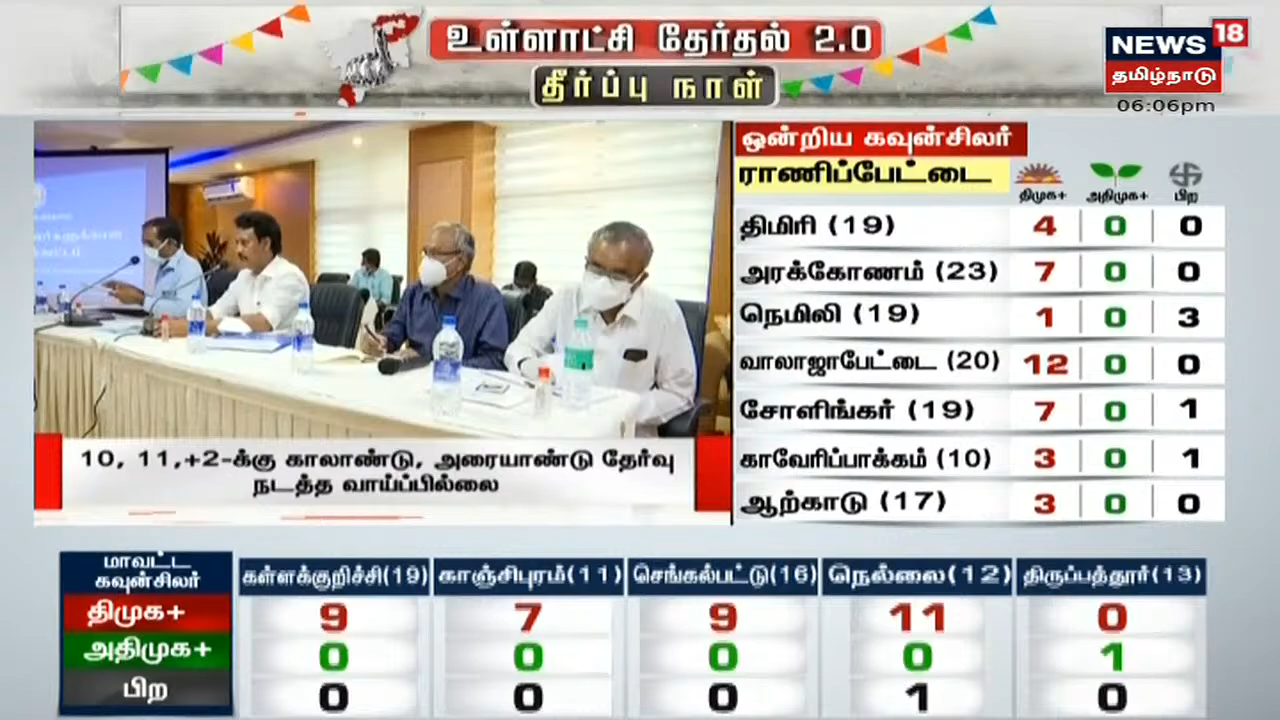 உள்ளாட்சி தேர்தல் 2.0
தீர்ப்பு நாள்
NEWS 18
தமிழ்நாடு
06:06pm
ஒன்றிய கவுன்சிலர்
ராணிப்பேட்டை
திமுக+ அதிமுக+ பிற
திமிரி (19) 4 0 0
அரக்கோணம் (23) 7 0 0
நெமிலி (19) 1 0 3
வாலாஜாபேட்டை (20) 12 0 0
சோளிங்கர் (19) 7 0 1
காவேரிப்பாக்கம் (10) 3 0 1
ஆற்காடு (17) 3 0 0
10, 11,+2-க்கு காலாண்டு, அரையாண்டு தேர்வு
நடத்த வாய்ப்பில்லை
மாவட்ட
கவுன்சிலர்
கள்ளக்குறிச்சி(19) காஞ்சிபுரம்(11) செங்கல்பட்டு(16) நெல்லை(12) திருப்பத்தூர்(13)
திமுக+ 9 7 9 11 0
அதிமுக+ 0 0 0 0 1
பிற 0 0 0 1 0